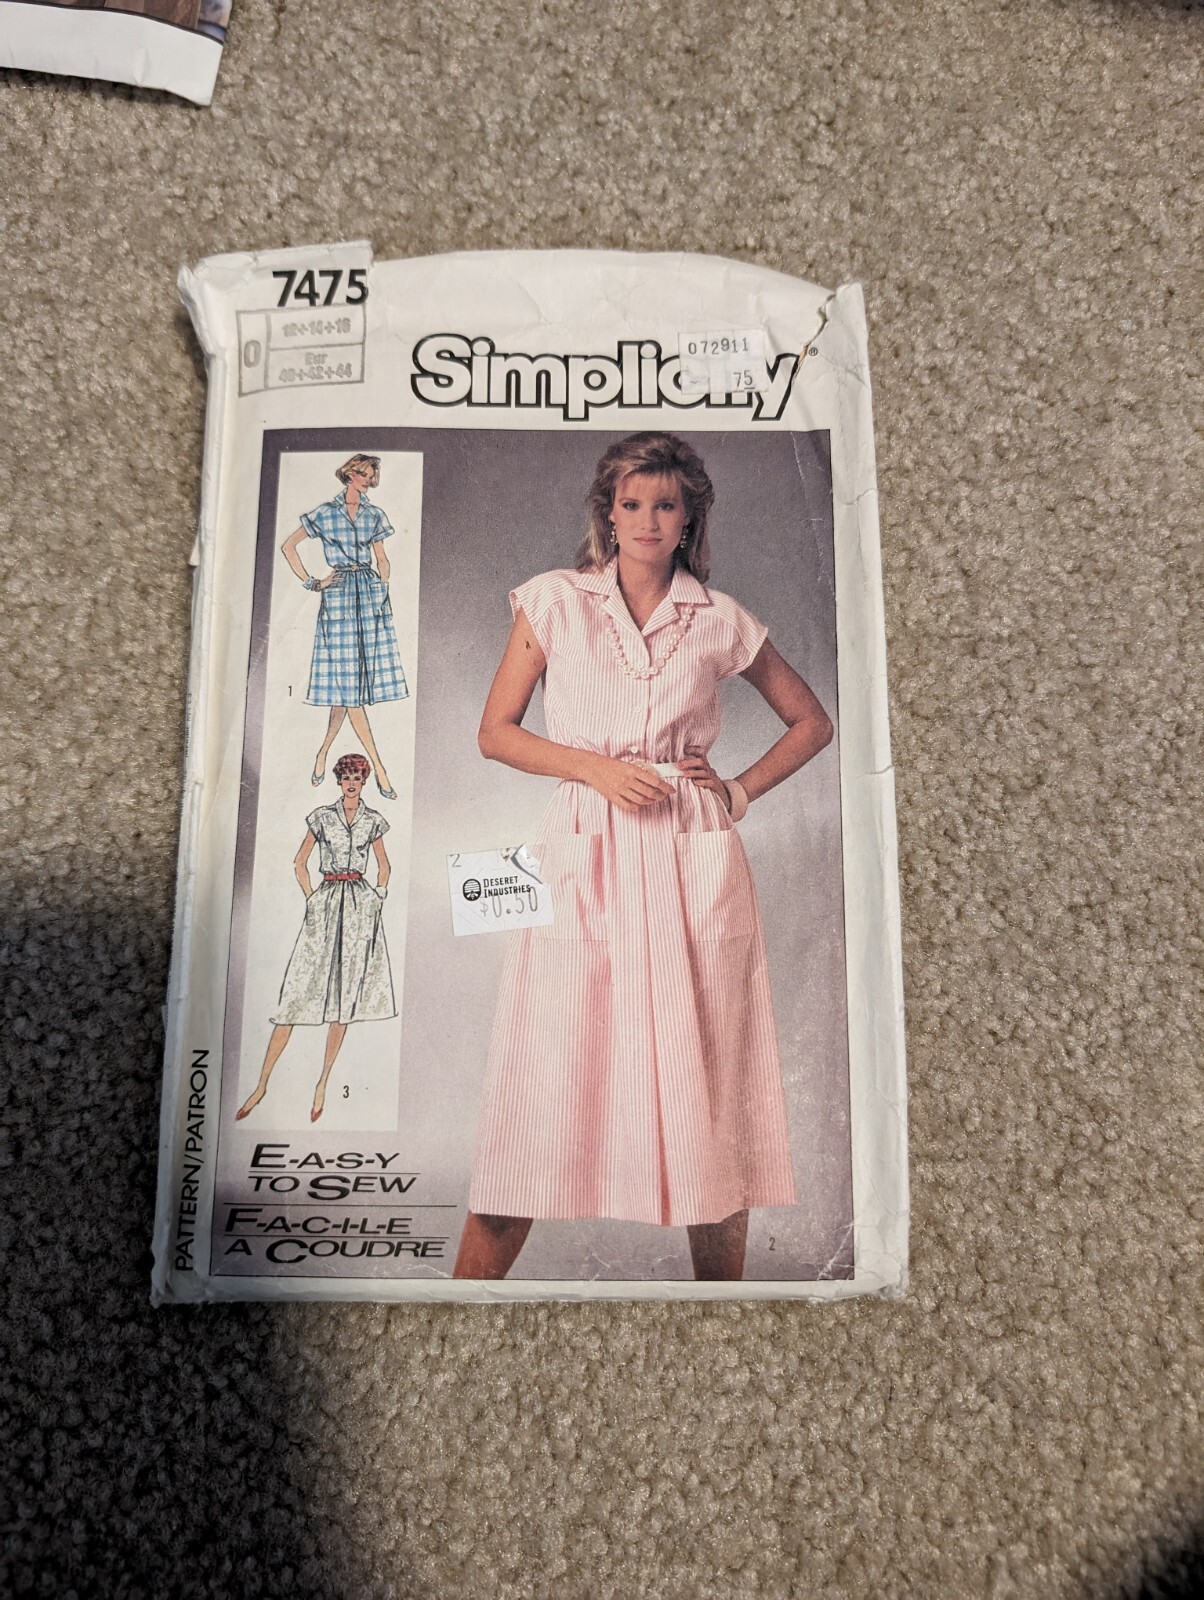 7475
O
12+14+16
Eur
40+42+44
Simplicity®
072911
75
1
2
DESERET
INDUSTRIES
0.50
3
PATTERN/PATRON
E-A-S-Y
TO SEW
F-A-C-I-L-E
A COUDRE
2